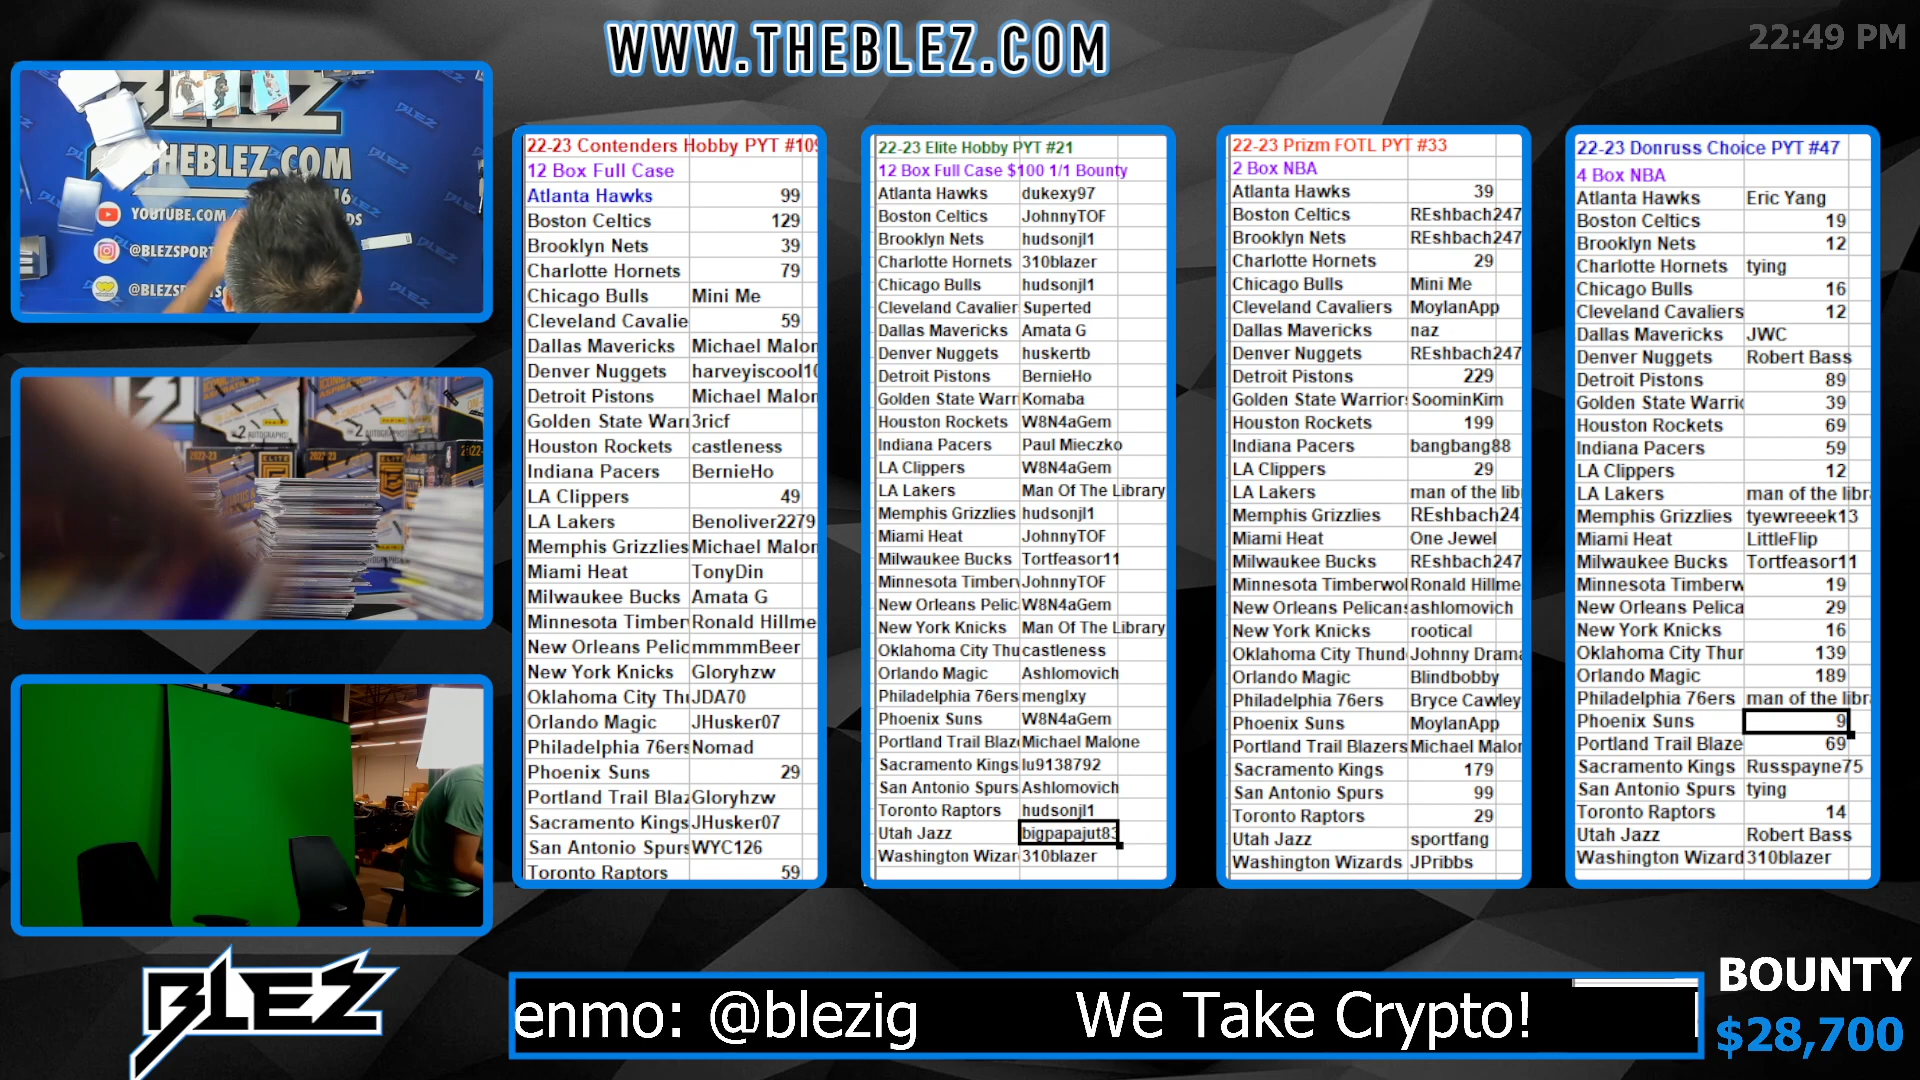 WWW.THEBLEZ.COM
22:49 PM
BLEZ
THEBLEZ.COM
YOUTUBE.COM
@BLEZSPORT
22-23 Contenders Hobby PYT #109
12 Box Full Case
Atlanta Hawks 99
Boston Celtics 129
Brooklyn Nets 39
Charlotte Hornets 79
Chicago Bulls Mini Me
Cleveland Cavalie 59
Dallas Mavericks Michael Malon
Denver Nuggets harveyiscool10
Detroit Pistons Michael Malon
Golden State Warr 3ricf
Houston Rockets castleness
Indiana Pacers BernieHo
LA Clippers 49
LA Lakers Benoliver2279
Memphis Grizzlies Michael Malon
Miami Heat TonyDin
Milwaukee Bucks Amata G
Minnesota Timber Ronald Hillme
New Orleans Pelic mmmmBeer
New York Knicks Gloryhzw
Oklahoma City Thu JDA70
Orlando Magic JHusker07
Philadelphia 76ers Nomad
Phoenix Suns 29
Portland Trail Blaz Gloryhzw
Sacramento Kings JHusker07
San Antonio Spurs WYC126
Toronto Raptors 59
22-23 Elite Hobby PYT #21
12 Box Full Case $100 1/1 Bounty
Atlanta Hawks dukexy97
Boston Celtics JohnnyTOF
Brooklyn Nets hudsonjl1
Charlotte Hornets 310blazer
Chicago Bulls hudsonjl1
Cleveland Cavalier Superted
Dallas Mavericks Amata G
Denver Nuggets huskertb
Detroit Pistons BernieHo
Golden State Warri Komaba
Houston Rockets W8N4aGem
Indiana Pacers Paul Mieczko
LA Clippers W8N4aGem
LA Lakers Man Of The Library
Memphis Grizzlies hudsonjl1
Miami Heat JohnnyTOF
Milwaukee Bucks Tortfeasor11
Minnesota Timberv JohnnyTOF
New Orleans Pelic W8N4aGem
New York Knicks Man Of The Library
Oklahoma City Thu castleness
Orlando Magic Ashlomovich
Philadelphia 76ers menglxy
Phoenix Suns W8N4aGem
Portland Trail Blaz Michael Malone
Sacramento Kings lu9138792
San Antonio Spurs Ashlomovich
Toronto Raptors hudsonjl1
Utah Jazz bigpapajut83
Washington Wizar 310blazer
22-23 Prizm FOTL PYT #33
2 Box NBA
Atlanta Hawks 39
Boston Celtics REshbach247
Brooklyn Nets REshbach247
Charlotte Hornets 29
Chicago Bulls Mini Me
Cleveland Cavaliers MoylanApp
Dallas Mavericks naz
Denver Nuggets REshbach247
Detroit Pistons 229
Golden State Warriors SoominKim
Houston Rockets 199
Indiana Pacers bangbang88
LA Clippers 29
LA Lakers man of the libr
Memphis Grizzlies REshbach247
Miami Heat One Jewel
Milwaukee Bucks REshbach247
Minnesota Timberwol Ronald Hillme
New Orleans Pelicans ashlomovich
New York Knicks rootical
Oklahoma City Thund Johnny Drama
Orlando Magic Blindbobby
Philadelphia 76ers Bryce Cawley
Phoenix Suns MoylanApp
Portland Trail Blazers Michael Malon
Sacramento Kings 179
San Antonio Spurs 99
Toronto Raptors 29
Utah Jazz sportfang
Washington Wizards JPribbs
22-23 Donruss Choice PYT #47
4 Box NBA
Atlanta Hawks Eric Yang
Boston Celtics 19
Brooklyn Nets 12
Charlotte Hornets tying
Chicago Bulls 16
Cleveland Cavaliers 12
Dallas Mavericks JWC
Denver Nuggets Robert Bass
Detroit Pistons 89
Golden State Warric 39
Houston Rockets 69
Indiana Pacers 59
LA Clippers 12
LA Lakers man of the libra
Memphis Grizzlies tyewreeek13
Miami Heat LittleFlip
Milwaukee Bucks Tortfeasor11
Minnesota Timberw 19
New Orleans Pelica 29
New York Knicks 16
Oklahoma City Thur 139
Orlando Magic 189
Philadelphia 76ers man of the libra
Phoenix Suns 9
Portland Trail Blaze 69
Sacramento Kings Russpayne75
San Antonio Spurs tying
Toronto Raptors 14
Utah Jazz Robert Bass
Washington Wizard 310blazer
BLEZ
enmo: @blezig We Take Crypto!
BOUNTY
$28,700